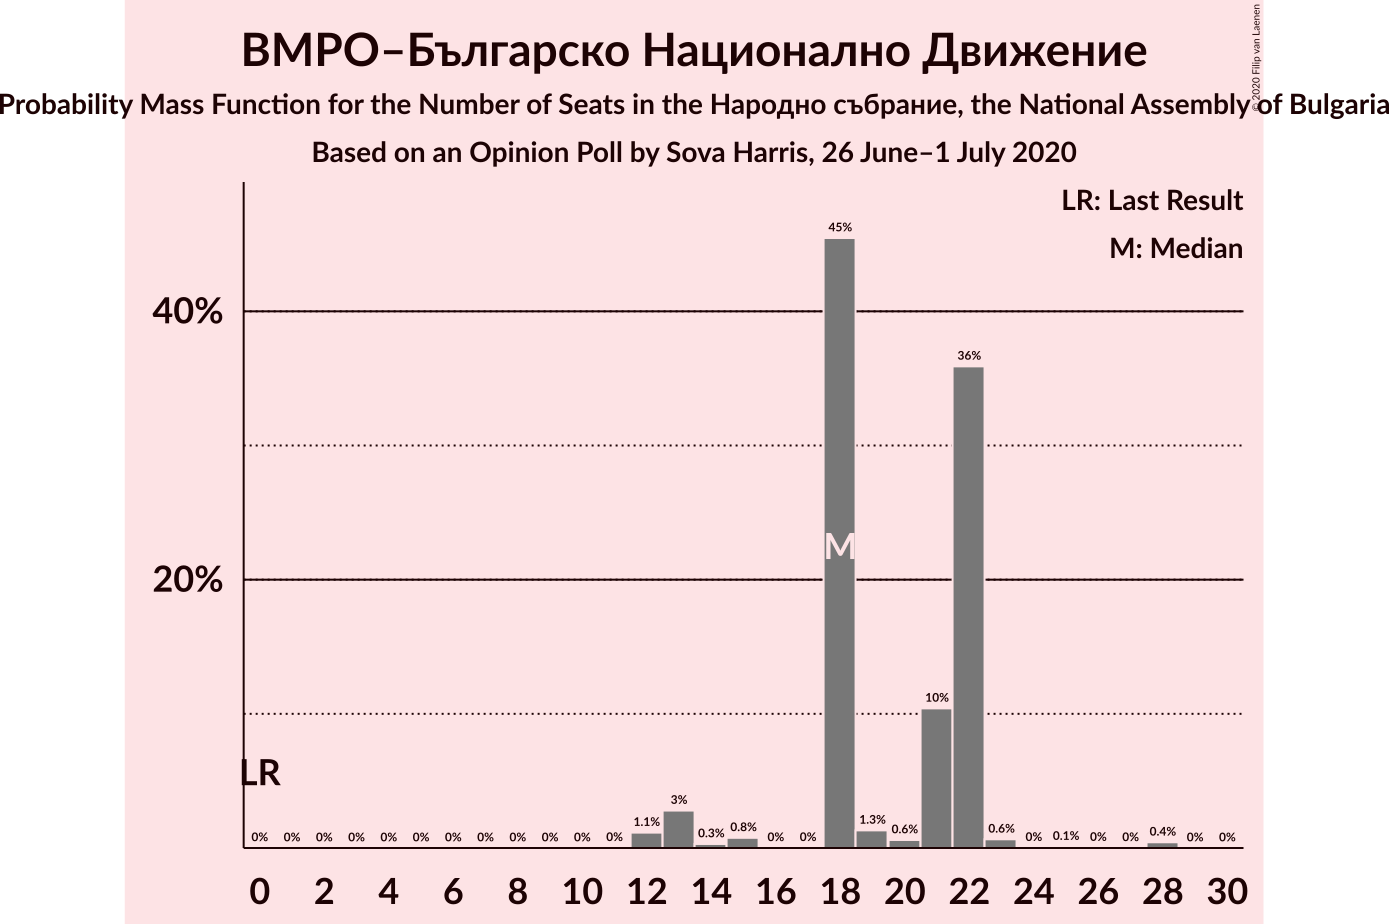 ВМРО–Българско Национално Движение
Probability Mass Function for the Number of Seats in the Народно събрание, the National Assembly of Bulgaria
Based on an Opinion Poll by Sova Harris, 26 June–1 July 2020
© 2020 Filip van Laenen
LR: Last Result
M: Median
45%
40%
36%
M
20%
10%
LR
3%
0% 0% 0% 0% 0% 0% 0% 0% 0% 0% 0% 0% 1.1% 0.3% 0.8% 0% 0% 1.3% 0.6% 0.6% 0% 0.1% 0% 0% 0.4% 0% 0%
0 2 4 6 8 10 12 14 16 18 20 22 24 26 28 30